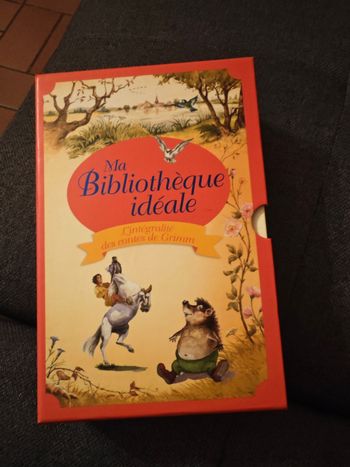 Ma
Bibliothèque
idéale
L'intégralité
des contes de Grimm